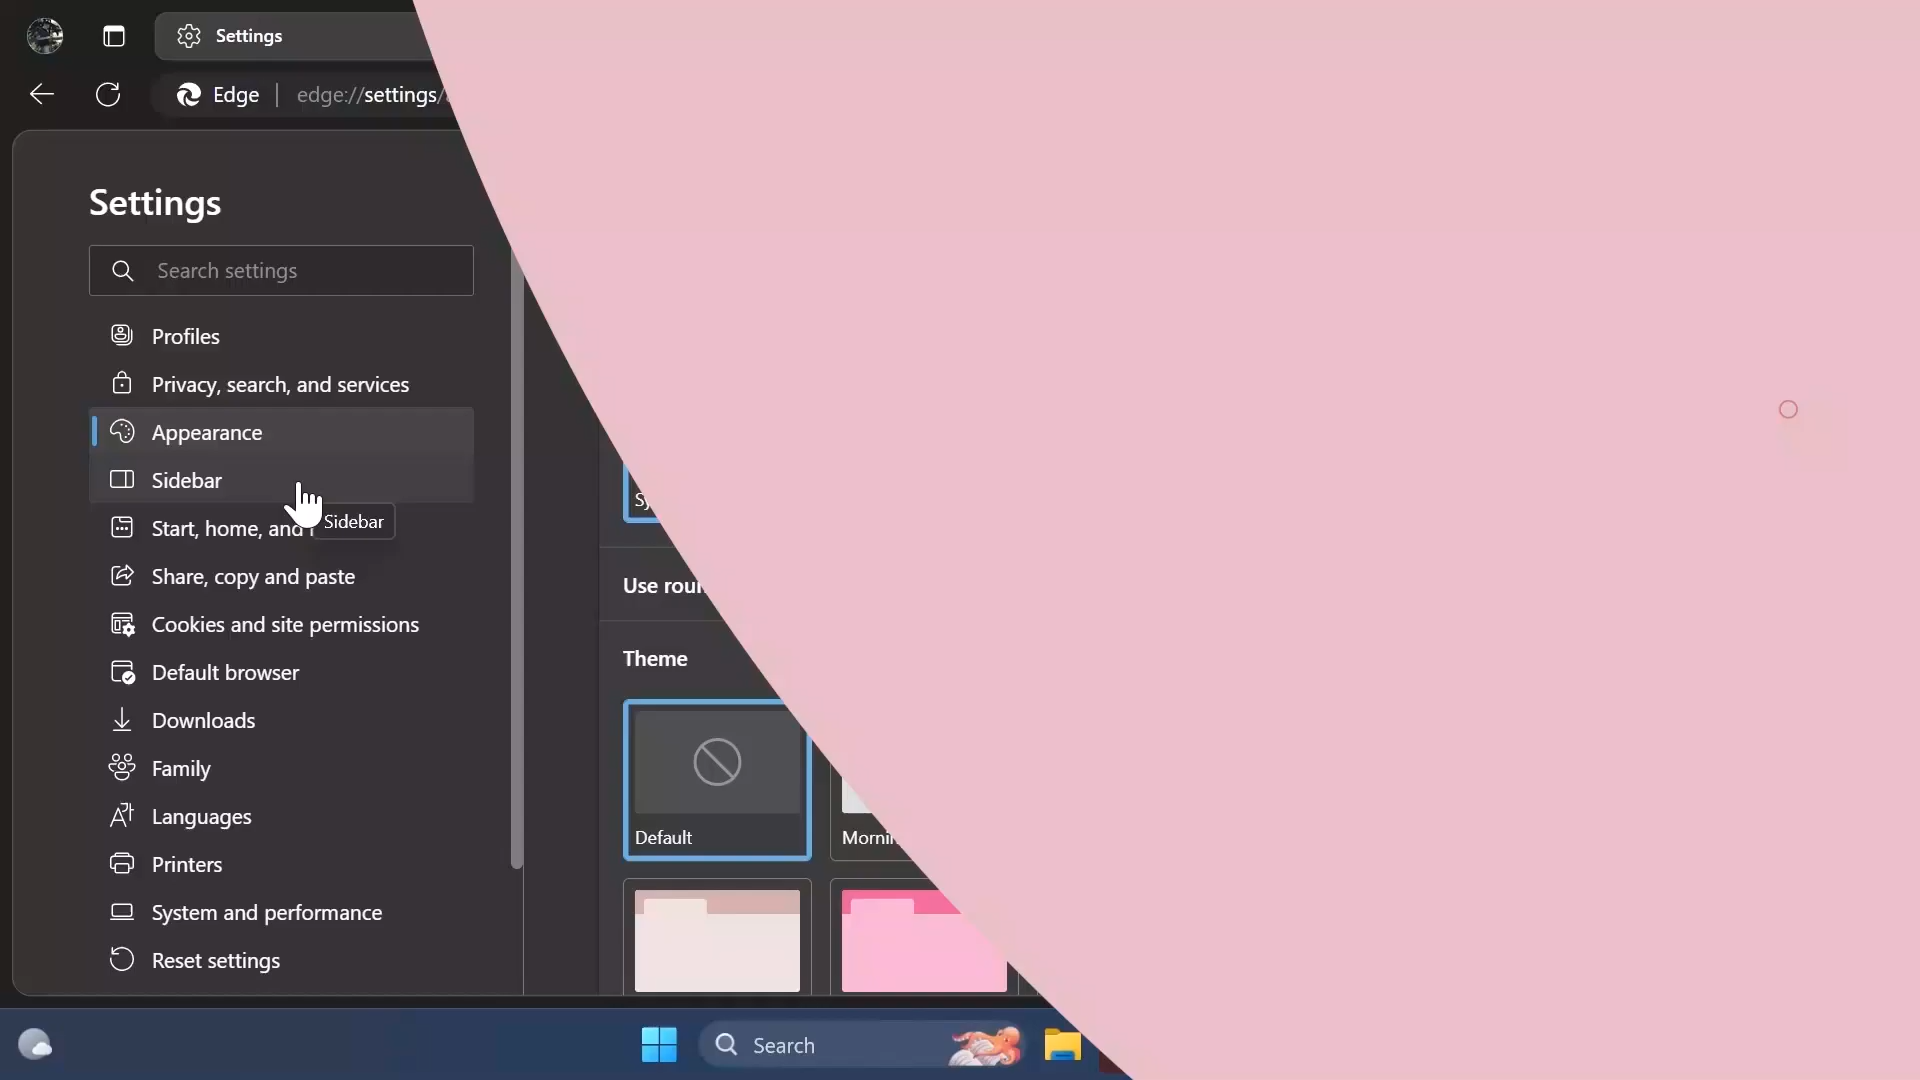 Settings
Edge
edge://settings/
Settings
Search settings
Profiles
Privacy, search, and services
Appearance
Sidebar
Sidebar
Start, home, and
Share, copy and paste
Cookies and site permissions
Default browser
Downloads
Family
Languages
Printers
System and performance
Reset settings
Use
Theme
Default
Search